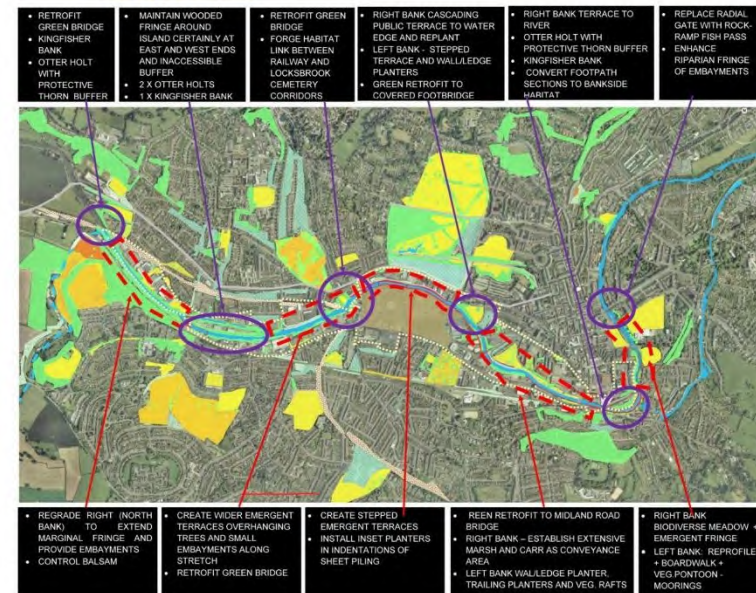 RETROFIT
GREEN BRIDGE
KINGFISHER
BANK
OTTER HOLT
WITH
PROTECTIVE
THORN BUFFER
MAINTAIN WOODED
FRINGE AROUND
ISLAND CERTAINLY AT
EAST AND WEST ENDS
AND INACCESSIBLE
BUFFER
2 X OTTER HOLTS
1 X KINGFISHER BANK
RETROFIT GREEN
BRIDGE
FORGE HABITAT
LINK BETWEEN
RAILWAY AND
LOCKSBROOK
CEMETERY
CORRIDORS
RIGHT BANK CASCADING
PUBLIC TERRACE TO WATER
EDGE AND REPLANT
LEFT BANK - STEPPED
TERRACE AND WALL/LEDGE
PLANTERS
GREEN RETROFIT TO
COVERED FOOTBRIDGE
RIGHT BANK TERRACE TO
RIVER
OTTER HOLT WITH
PROTECTIVE THORN BUFFER
KINGFISHER BANK
CONVERT FOOTPATH
SECTIONS TO BANKSIDE
HABITAT
REPLACE RADIAL
GATE WITH ROCK-
RAMP FISH PASS
ENHANCE
RIPARIAN FRINGE
OF EMBAYMENTS
REGRADE RIGHT (NORTH
BANK) TO EXTEND
MARGINAL FRINGE AND
PROVIDE EMBAYMENTS
CONTROL BALSAM
CREATE WIDER EMERGENT
TERRACES OVERHANGING
TREES AND SMALL
EMBAYMENTS ALONG
STRETCH
RETROFIT GREEN BRIDGE
CREATE STEPPED
EMERGENT TERRACES
INSTALL INSET PLANTERS
IN INDENTATIONS OF
SHEET PILING
REEN RETROFIT TO MIDLAND ROAD
BRIDGE
RIGHT BANK – ESTABLISH EXTENSIVE
MARSH AND CARR AS CONVEYANCE
AREA
LEFT BANK WAL/LEDGE PLANTER,
TRAILING PLANTERS AND VEG. RAFTS
RIGHT BANK
BIODIVERSE MEADOW +
EMERGENT FRINGE
LEFT BANK: REPROFILE
+ BOARDWALK +
VEG.PONTOON -
MOORINGS